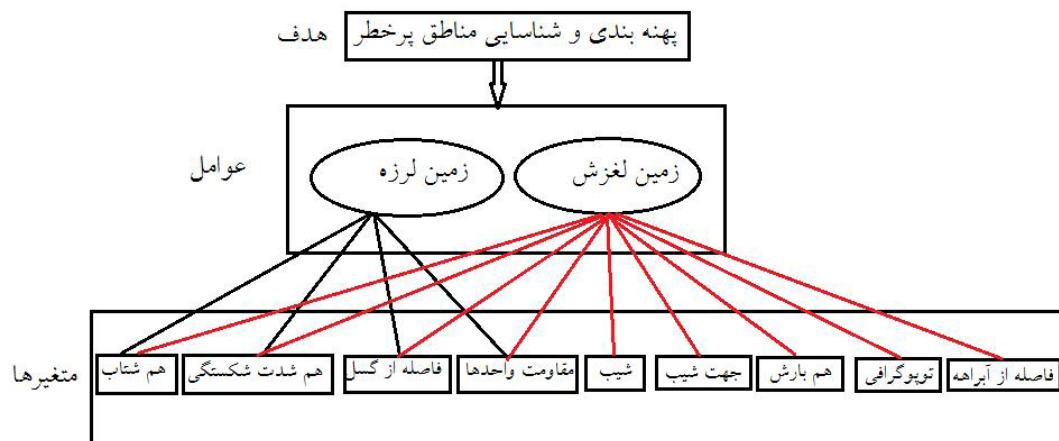 هدف
پهنه بندی و شناسایی مناطق پرخطر
عوامل
زمین لغزش
زمین لرزه
متغیرها
فاصله از آبراهه
توپوگرافی
هم بارش
جهت شیب
شیب
مقاومت واحدها
فاصله از گسل
هم شدت شکستگی
هم شتاب